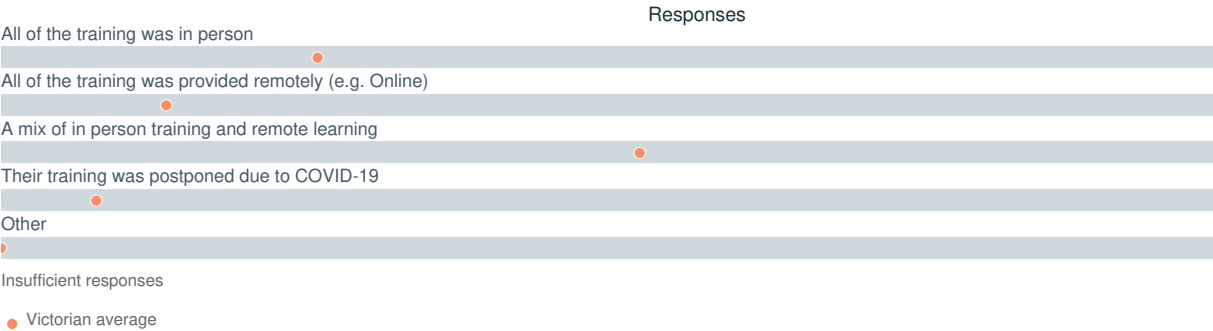 Responses
All of the training was in person
All of the training was provided remotely (e.g. Online)
A mix of in person training and remote learning
Their training was postponed due to COVID-19
Other
Insufficient responses
Victorian average